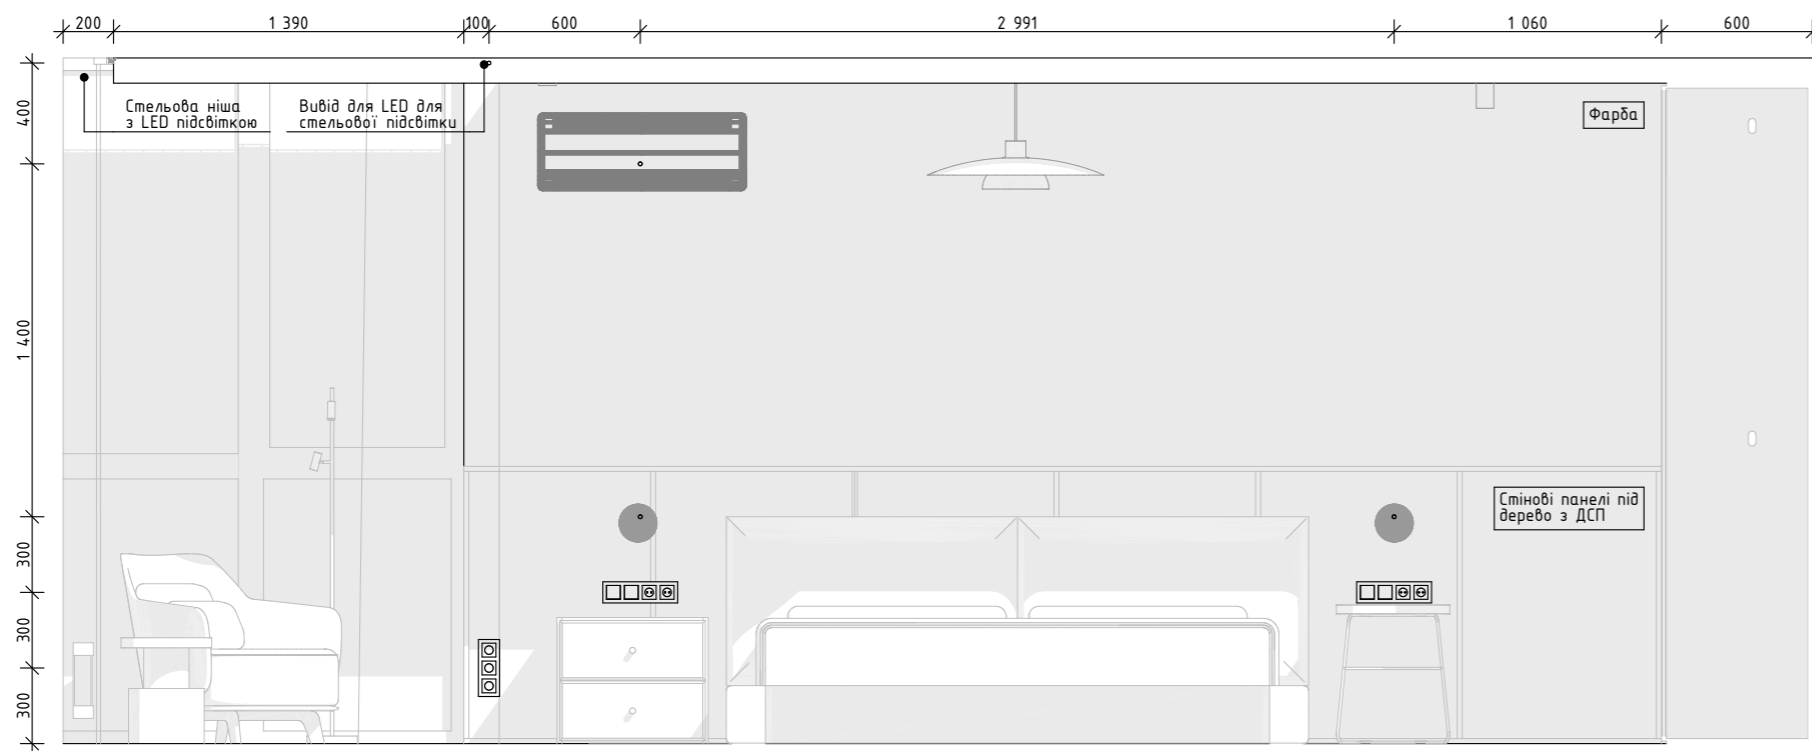 200
1 390
100
600
2 991
1 060
600
Стельова ніша
з LED підсвіткою
Вивід для LED для
стельової підсвітки
Фарба
400
1 400
Стінові панелі під
дерево з ДСП
300
300
300